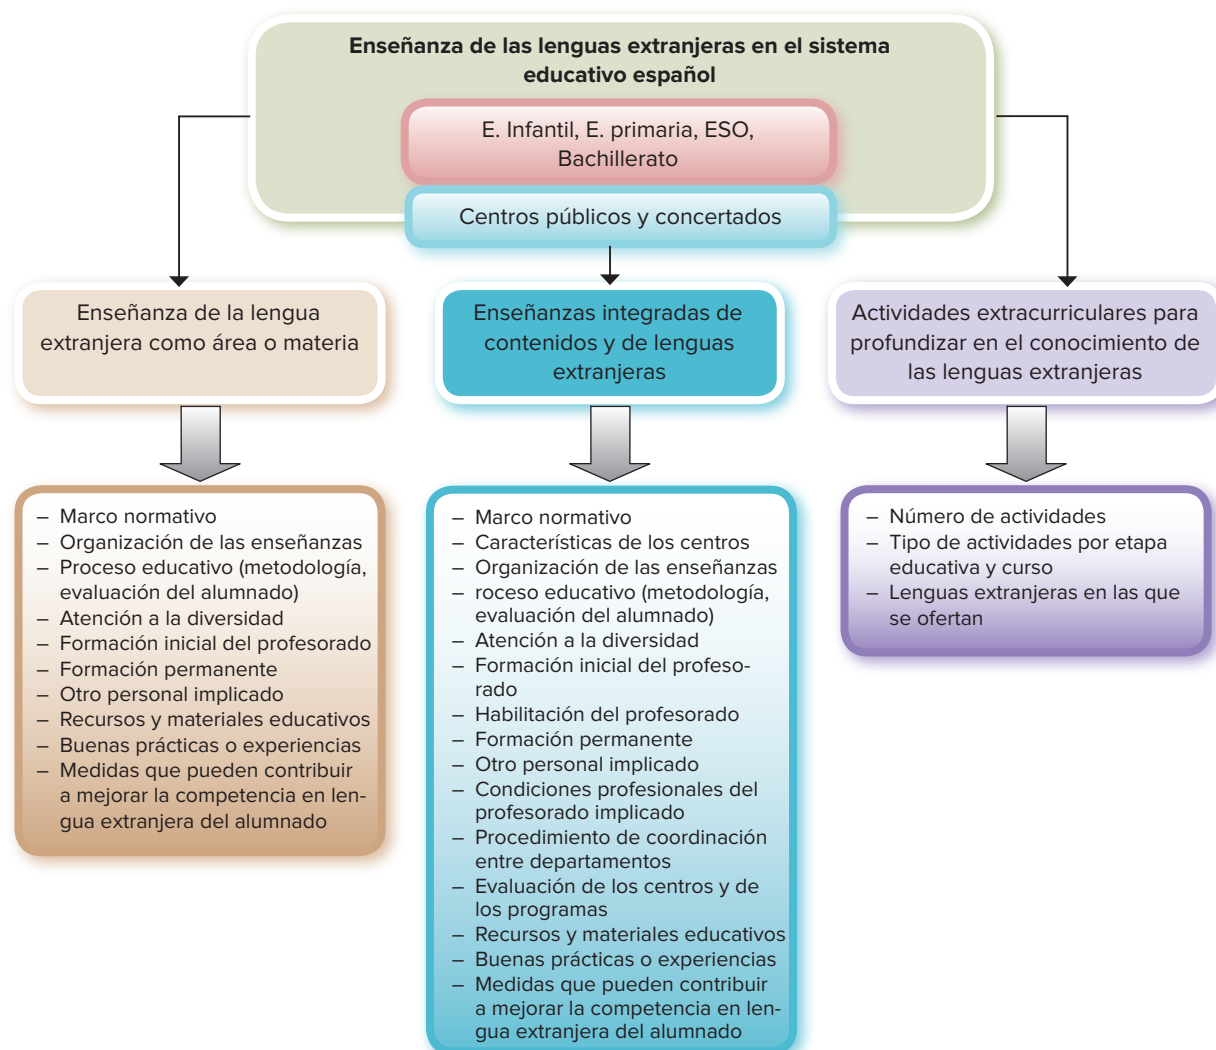 Enseñanza de las lenguas extranjeras en el sistema
educativo español
E. Infantil, E. primaria, ESO,
Bachillerato
Centros públicos y concertados
Enseñanza de la lengua
extranjera como área o materia
Enseñanzas integradas de
contenidos y de lenguas
extranjeras
Actividades extracurriculares para
profundizar en el conocimiento de
las lenguas extranjeras
– Marco normativo
– Organización de las enseñanzas
– Proceso educativo (metodología,
evaluación del alumnado)
– Atención a la diversidad
– Formación inicial del profesorado
– Formación permanente
– Otro personal implicado
– Recursos y materiales educativos
– Buenas prácticas o experiencias
– Medidas que pueden contribuir
a mejorar la competencia en len-
gua extranjera del alumnado
– Marco normativo
– Características de los centros
– Organización de las enseñanzas
– roceso educativo (metodología,
evaluación del alumnado)
– Atención a la diversidad
– Formación inicial del profeso-
rado
– Habilitación del profesorado
– Formación permanente
– Otro personal implicado
– Condiciones profesionales del
profesorado implicado
– Procedimiento de coordinación
entre departamentos
– Evaluación de los centros y de
los programas
– Recursos y materiales educativos
– Buenas prácticas o experiencias
– Medidas que pueden contribuir
a mejorar la competencia en len-
gua extranjera del alumnado
– Número de actividades
– Tipo de actividades por etapa
educativa y curso
– Lenguas extranjeras en las que
se ofertan